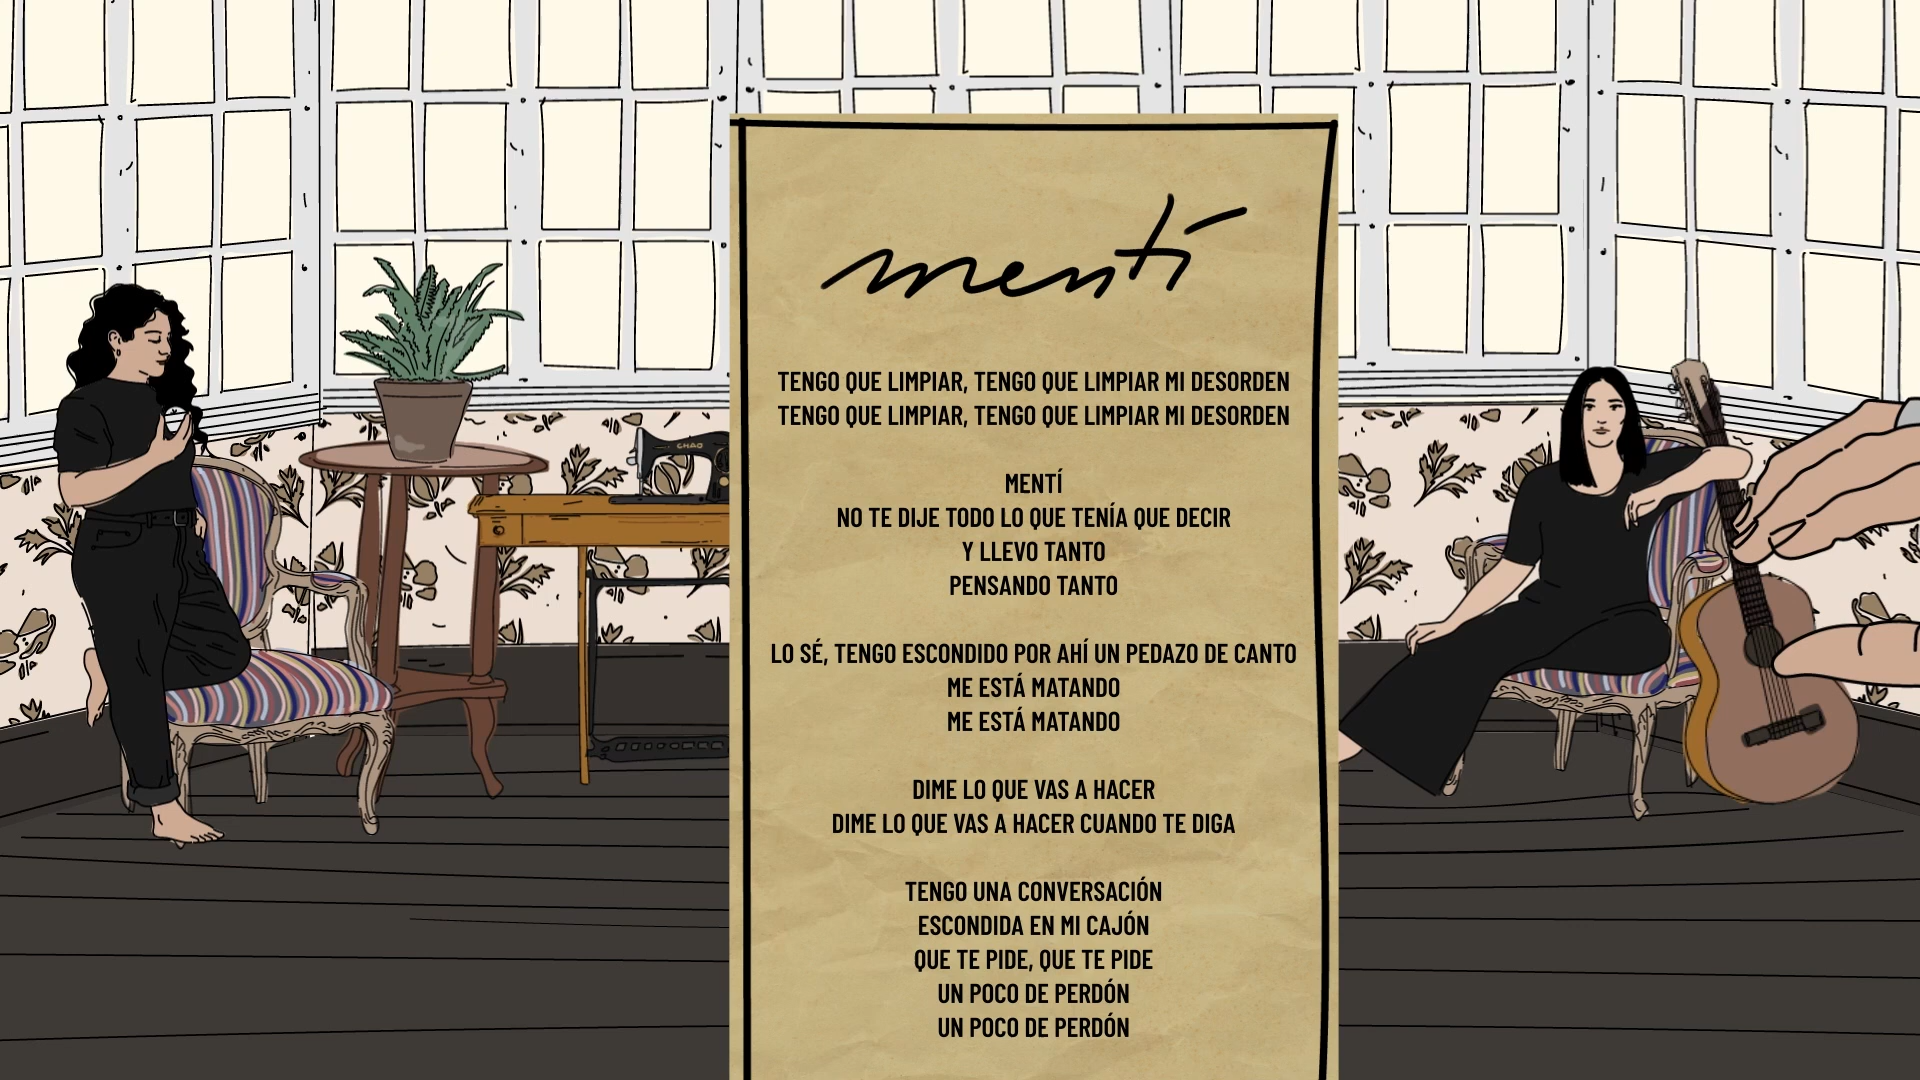 mentí
TENGO QUE LIMPIAR, TENGO QUE LIMPIAR MI DESORDEN
TENGO QUE LIMPIAR, TENGO QUE LIMPIAR MI DESORDEN
MENTÍ
NO TE DIJE TODO LO QUE TENÍA QUE DECIR
Y LLEVO TANTO
PENSANDO TANTO
LO SÉ, TENGO ESCONDIDO POR AHÍ UN PEDAZO DE CANTO
ME ESTÁ MATANDO
ME ESTÁ MATANDO
DIME LO QUE VAS A HACER
DIME LO QUE VAS A HACER CUANDO TE DIGA
TENGO UNA CONVERSACIÓN
ESCONDIDA EN MI CAJÓN
QUE TE PIDE, QUE TE PIDE
UN POCO DE PERDÓN
UN POCO DE PERDÓN
CHAO